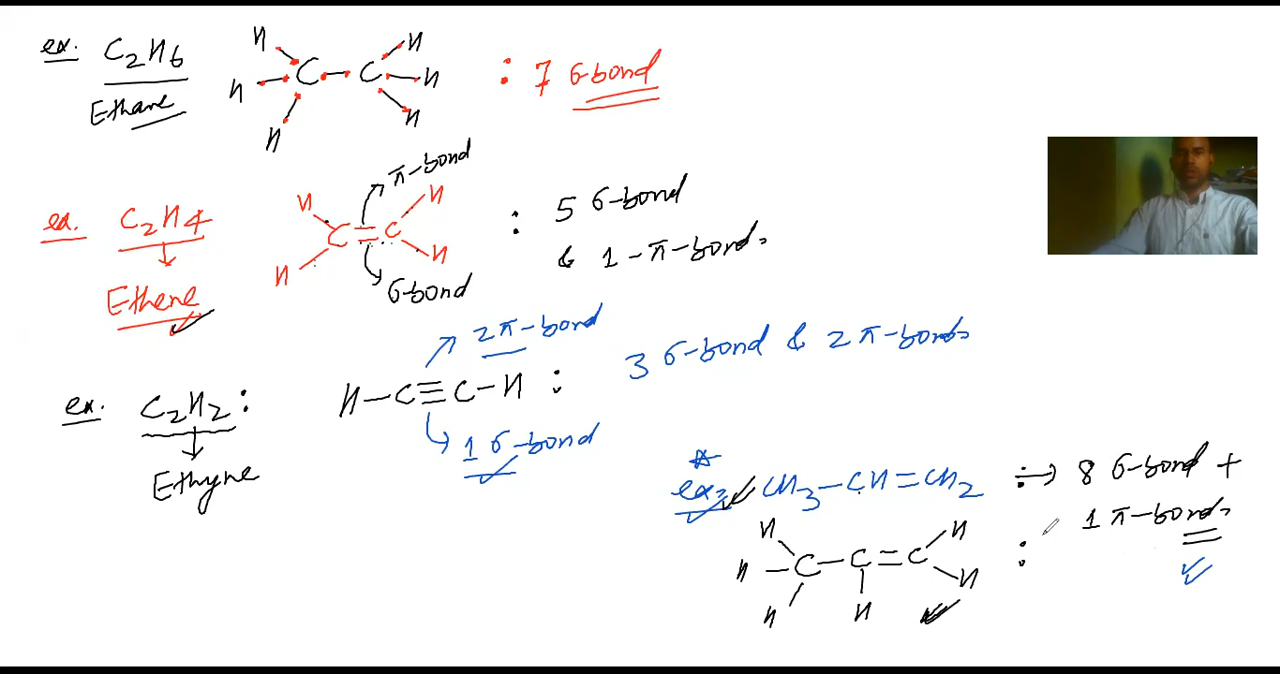 ex. C2H6
Ethane
H H
H C - C H
H H
: 7 σ-bond
ex. C2H4
Ethene
π-bond
H H
C = C
H H
σ-bond
: 5 σ-bond
& 1 - π-bond.
ex. C2H2 :
Ethyne
2π-bond
H - C ≡ C - H :
1 σ-bond
3 σ-bond & 2 π-bonds
ex. CH3 - CH = CH2 : → 8 σ-bond +
1 π-bonds
H H
H - C - C = C :
H H H